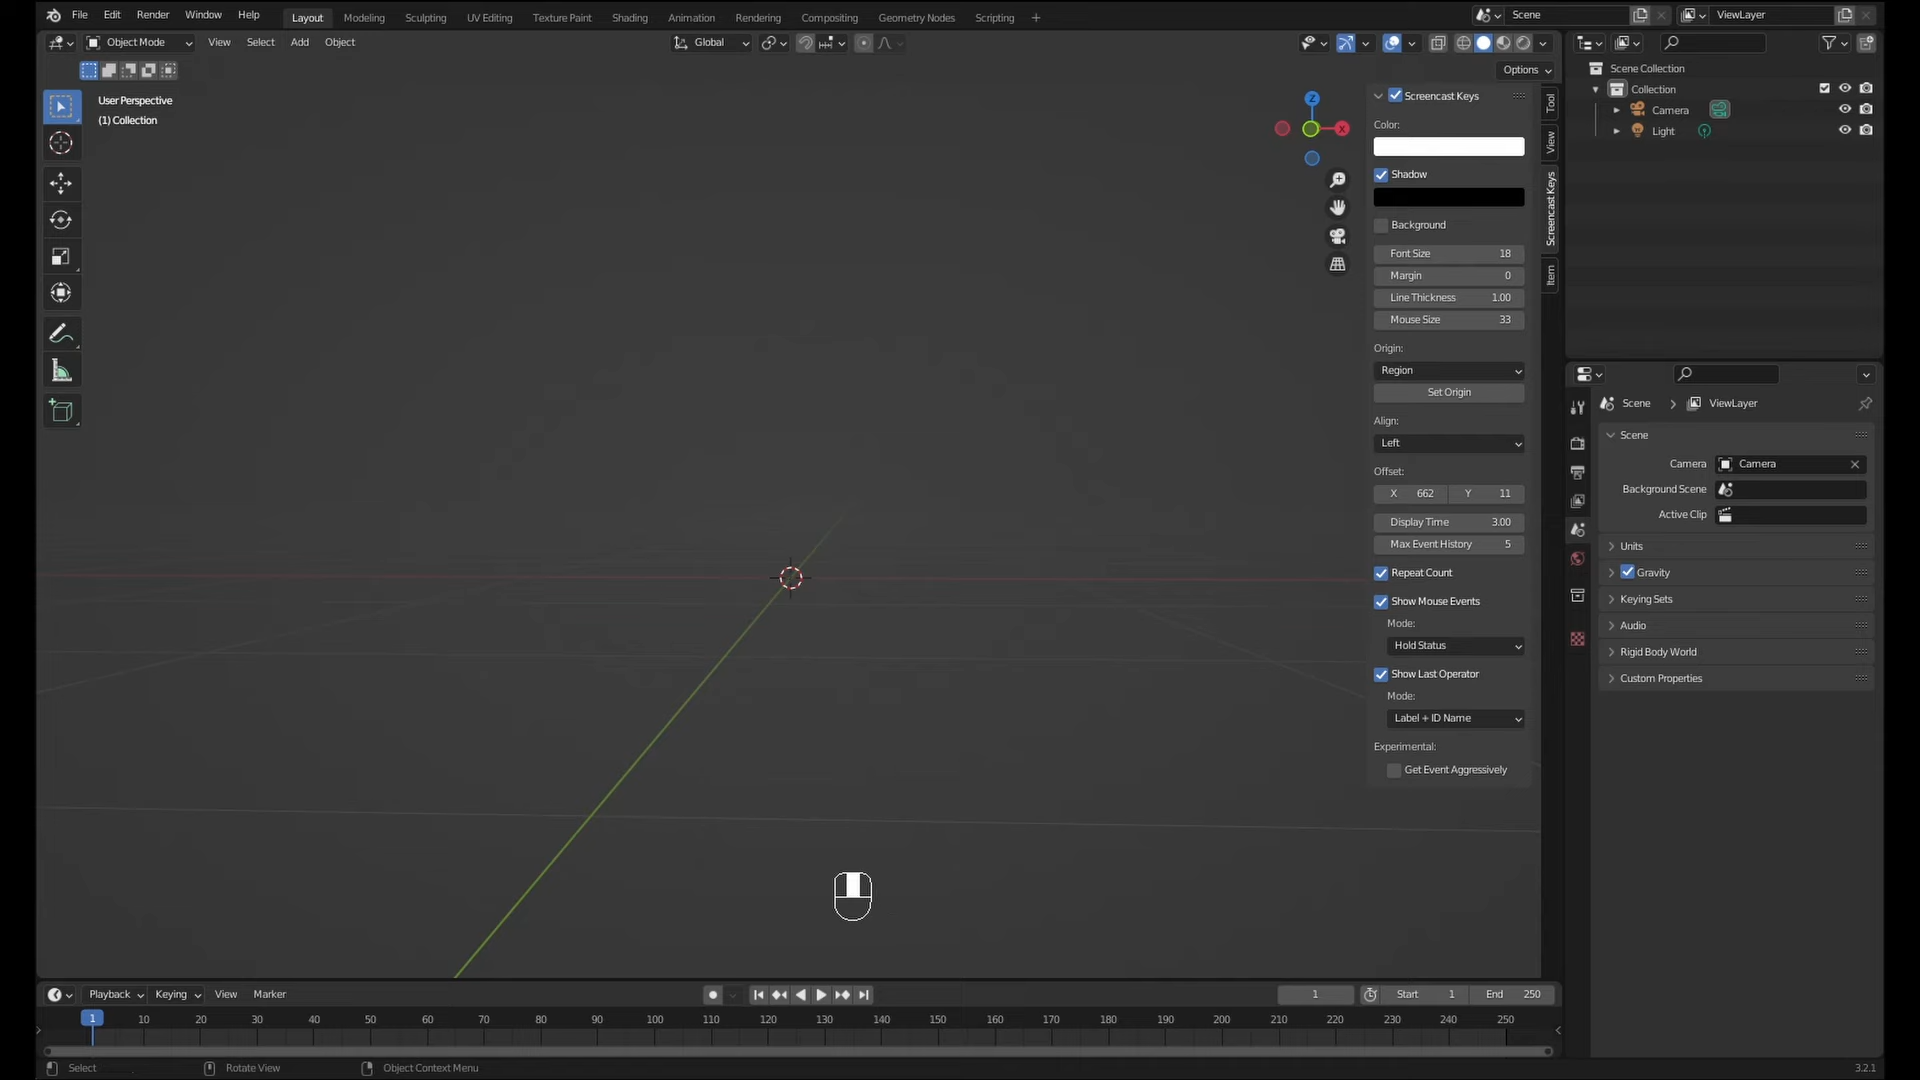 File Edit Render Window Help Layout Modeling Sculpting UV Editing Texture Paint Shading Animation Rendering Compositing Geometry Nodes Scripting + Scene ViewLayer
Object Mode View Select Add Object Global
Options
User Perspective
(1) Collection
Z
X
Screencast Keys
Color:
Shadow
Background
Font Size 18
Margin 0
Line Thickness 1.00
Mouse Size 33
Origin:
Region
Set Origin
Align:
Left
Offset:
X 662 Y 11
Display Time 3.00
Max Event History 5
Repeat Count
Show Mouse Events
Mode:
Hold Status
Show Last Operator
Mode:
Label + ID Name
Experimental:
Get Event Aggressively
Tool
View
Screencast Keys
Item
Scene Collection
Collection
Camera
Light
Scene ViewLayer
Scene
Camera Camera
Background Scene
Active Clip
Units
Gravity
Keying Sets
Audio
Rigid Body World
Custom Properties
Playback Keying View Marker 1 Start 1 End 250
1 10 20 30 40 50 60 70 80 90 100 110 120 130 140 150 160 170 180 190 200 210 220 230 240 250
Select Rotate View Object Context Menu 3.2.1